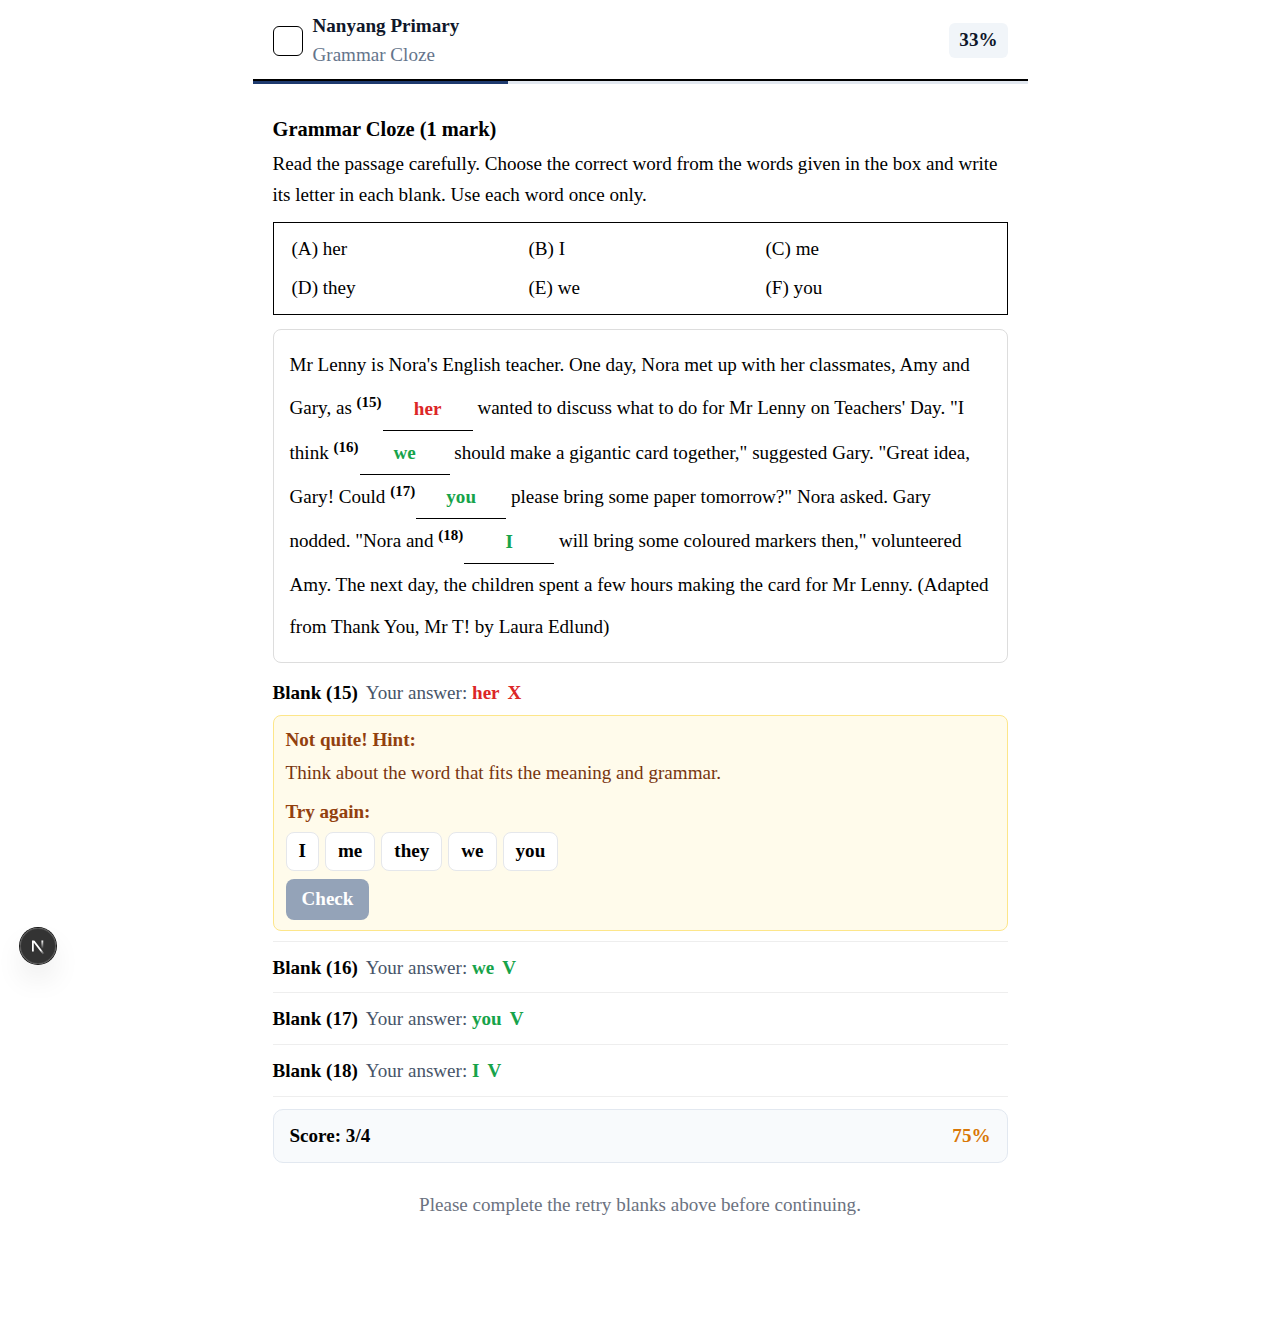 Nanyang Primary
Grammar Cloze
33%
Grammar Cloze (1 mark)
Read the passage carefully. Choose the correct word from the words given in the box and write
its letter in each blank. Use each word once only.
(A) her (B) I (C) me
(D) they (E) we (F) you
Mr Lenny is Nora's English teacher. One day, Nora met up with her classmates, Amy and
Gary, as (15) her wanted to discuss what to do for Mr Lenny on Teachers' Day. "I
think (16) we should make a gigantic card together," suggested Gary. "Great idea,
Gary! Could (17) you please bring some paper tomorrow?" Nora asked. Gary
nodded. "Nora and (18) I will bring some coloured markers then," volunteered
Amy. The next day, the children spent a few hours making the card for Mr Lenny. (Adapted
from Thank You, Mr T! by Laura Edlund)
Blank (15) Your answer: her X
Not quite! Hint:
Think about the word that fits the meaning and grammar.
Try again:
I me they we you
Check
N
Blank (16) Your answer: we V
Blank (17) Your answer: you V
Blank (18) Your answer: I V
Score: 3/4 75%
Please complete the retry blanks above before continuing.